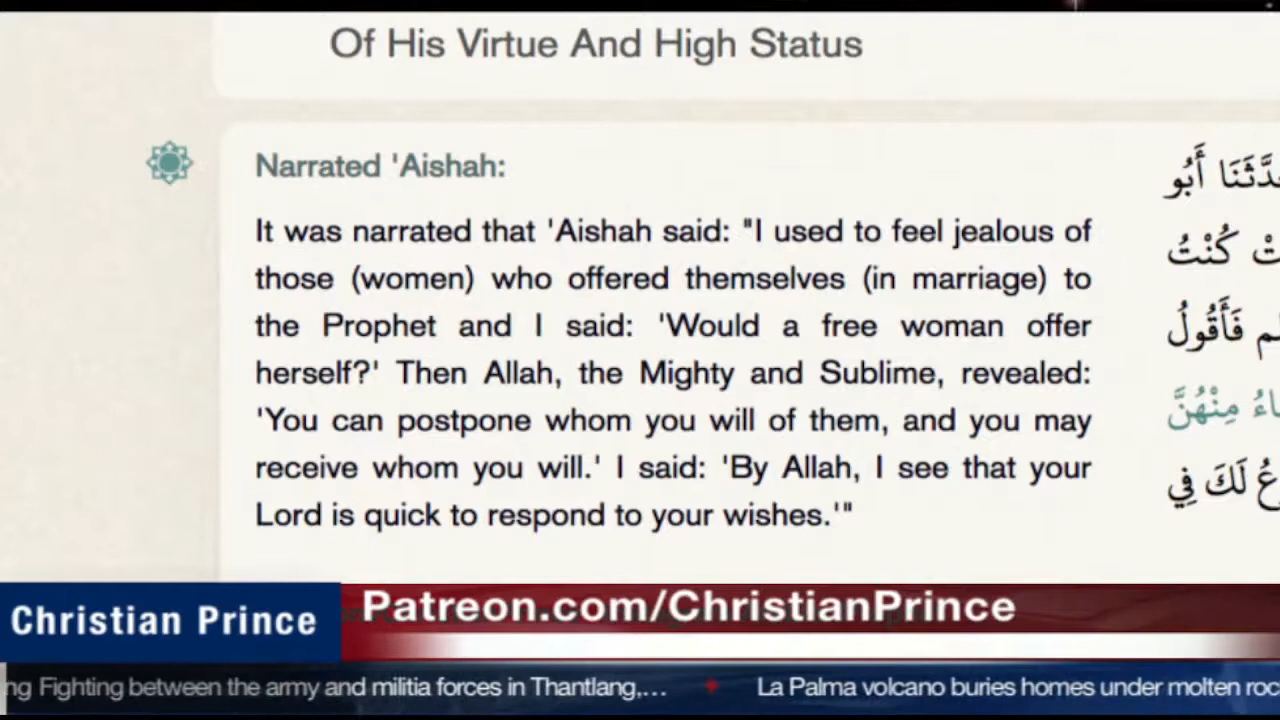 Of His Virtue And High Status
Narrated 'Aishah:
It was narrated that 'Aishah said: "I used to feel jealous of
those (women) who offered themselves (in marriage) to
the Prophet and I said: 'Would a free woman offer
herself?' Then Allah, the Mighty and Sublime, revealed:
'You can postpone whom you will of them, and you may
receive whom you will.' I said: 'By Allah, I see that your
Lord is quick to respond to your wishes.'"
أَبُو
كُنْتُ
فَأَقُولُ
مِنْهُنَّ
لَكَ فِي
Christian Prince
Patreon.com/ChristianPrince
ng Fighting between the army and militia forces in Thantlang,...
La Palma volcano buries homes under molten roc